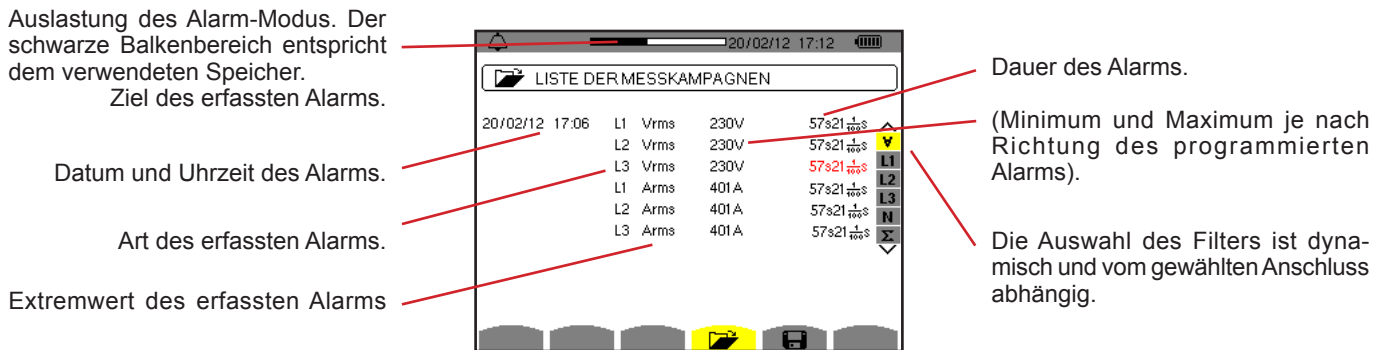 Auslastung des Alarm-Modus. Der
schwarze Balkenbereich entspricht
dem verwendeten Speicher.
Ziel des erfassten Alarms.
Datum und Uhrzeit des Alarms.
Art des erfassten Alarms.
Extremwert des erfassten Alarms
20/02/12 17:12
LISTE DER MESSKAMPAGNEN
20/02/12 17:06 L1 Vrms 230V 57s21 1/100 s
L2 Vrms 230V 57s21 1/100 s
L3 Vrms 230V 57s21 1/100 s
L1 Arms 401A 57s21 1/100 s
L2 Arms 401A 57s21 1/100 s
L3 Arms 401A 57s21 1/100 s
∀
L1
L2
L3
N
Σ
Dauer des Alarms.
(Minimum und Maximum je nach
Richtung des programmierten
Alarms).
Die Auswahl des Filters ist dyna-
misch und vom gewählten Anschluss
abhängig.